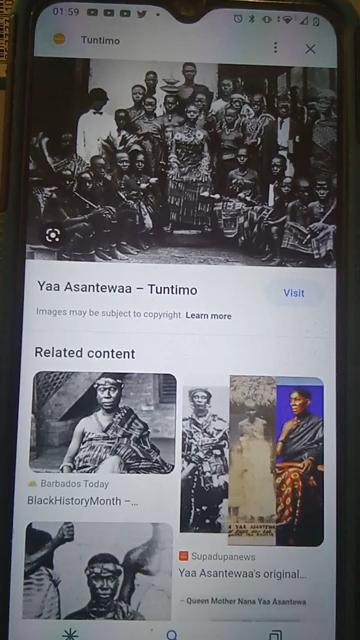 01:59
Tuntimo
Yaa Asantewaa – Tuntimo
Visit
Images may be subject to copyright. Learn more
Related content
Barbados Today
BlackHistoryMonth –...
Supadupanews
Yaa Asantewaa's original...
– Queen Mother Nana Yaa Asantewa